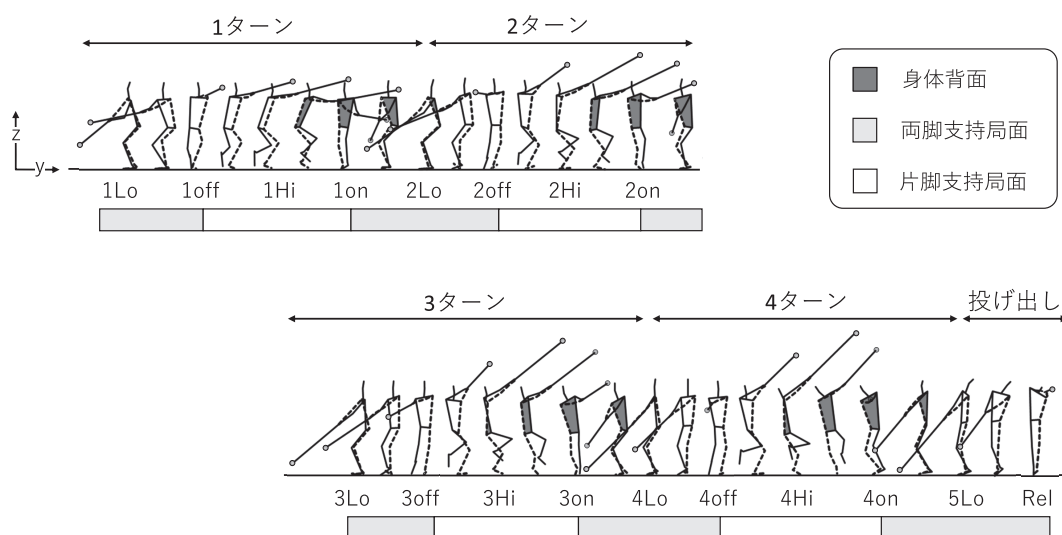 1ターン 2ターン
身体背面
両脚支持局面
片脚支持局面
z
y
1Lo 1off 1Hi 1on 2Lo 2off 2Hi 2on
3ターン 4ターン 投げ出し
3Lo 3off 3Hi 3on 4Lo 4off 4Hi 4on 5Lo Rel